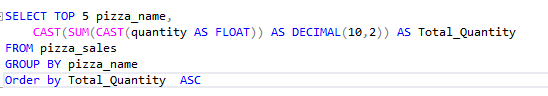 SELECT TOP 5 pizza_name,
CAST(SUM(CAST(quantity AS FLOAT)) AS DECIMAL(10,2)) AS Total_Quantity
FROM pizza_sales
GROUP BY pizza_name
Order by Total_Quantity  ASC